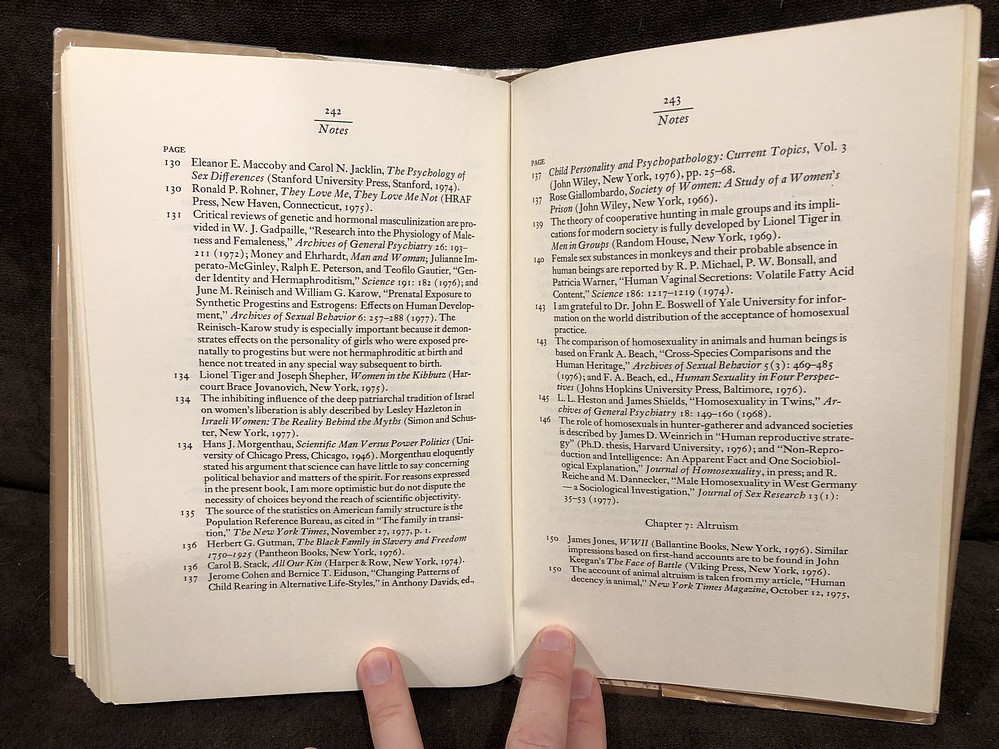 242
Notes
PAGE
130 Eleanor E. Maccoby and Carol N. Jacklin, The Psychology of
Sex Differences (Stanford University Press, Stanford, 1974).
130 Ronald P. Rohner, They Love Me, They Love Me Not (HRAF
Press, New Haven, Connecticut, 1975).
131 Critical reviews of genetic and hormonal masculinization are pro-
vided in W. J. Gadpaille, “Research into the Physiology of Male-
ness and Femaleness,” Archives of General Psychiatry 26: 193–
211 (1972); Money and Ehrhardt, Man and Woman; Julianne Im-
perato-McGinley, Ralph E. Peterson, and Teofilo Gautier, “Gen-
der Identity and Hermaphroditism,” Science 191: 182 (1976); and
June M. Reinisch and William G. Karow, “Prenatal Exposure to
Synthetic Progestins and Estrogens: Effects on Human Develop-
ment,” Archives of Sexual Behavior 6: 257–288 (1977). The
Reinisch-Karow study is especially important because it demon-
strates effects on the personality of girls who were exposed pre-
natally to progestins but were not hermaphroditic at birth and
hence not treated in any special way subsequent to birth.
134 Lionel Tiger and Joseph Shepher, Women in the Kibbutz (Har-
court Brace Jovanovich, New York, 1975).
134 The inhibiting influence of the deep patriarchal tradition of Israel
on women’s liberation is ably described by Lesley Hazleton in
Israeli Women: The Reality Behind the Myths (Simon and Schus-
ter, New York, 1977).
134 Hans J. Morgenthau, Scientific Man Versus Power Politics (Uni-
versity of Chicago Press, Chicago, 1946). Morgenthau eloquently
stated his argument that science can have little to say concerning
political behavior and matters of the spirit. For reasons expressed
in the present book, I am more optimistic but do not dispute the
necessity of choices beyond the reach of scientific objectivity.
135 The source of the statistics on American family structure is the
Population Reference Bureau, as cited in “The family in transi-
tion,” The New York Times, November 27, 1977, p. 1.
136 Herbert G. Gutman, The Black Family in Slavery and Freedom
1750–1925 (Pantheon Books, New York, 1976).
136 Carol B. Stack, All Our Kin (Harper & Row, New York, 1974).
137 Jerome Cohen and Bernice T. Eiduson, “Changing Patterns of
Child Rearing in Alternative Life-Styles,” in Anthony Davids, ed.,
243
Notes
PAGE
Child Personality and Psychopathology: Current Topics, Vol. 3
137 (John Wiley, New York, 1976), pp. 25–68.
137 Rose Giallombardo, Society of Women: A Study of a Women’s
Prison (John Wiley, New York, 1966).
139 The theory of cooperative hunting in male groups and its impli-
cations for modern society is fully developed by Lionel Tiger in
Men in Groups (Random House, New York, 1969).
140 Female sex substances in monkeys and their probable absence in
human beings are reported by R. P. Michael, P. W. Bonsall, and
Patricia Warner, “Human Vaginal Secretions: Volatile Fatty Acid
Content,” Science 186: 1217–1219 (1974).
143 I am grateful to Dr. John E. Boswell of Yale University for infor-
mation on the world distribution of the acceptance of homosexual
practice.
143 The comparison of homosexuality in animals and human beings is
based on Frank A. Beach, “Cross-Species Comparisons and the
Human Heritage,” Archives of Sexual Behavior 5(3): 469–485
(1976); and F. A. Beach, ed., Human Sexuality in Four Perspec-
tives (Johns Hopkins University Press, Baltimore, 1976).
145 L. L. Heston and James Shields, “Homosexuality in Twins,” Ar-
chives of General Psychiatry 18: 149–160 (1968).
146 The role of homosexuals in hunter-gatherer and advanced societies
is described by James D. Weinrich in “Human reproductive strate-
gy” (Ph.D. thesis, Harvard University, 1976); and “Non-Repro-
duction and Intelligence: An Apparent Fact and One Sociobiol-
ogical Explanation,” Journal of Homosexuality, in press; and R.
Reiche and M. Dannecker, “Male Homosexuality in West Germany
—a Sociological Investigation,” Journal of Sex Research 13(1):
35–53 (1977).
Chapter 7: Altruism
150 James Jones, WWII (Ballantine Books, New York, 1976). Similar
impressions based on first-hand accounts are to be found in John
Keegan’s The Face of Battle (Viking Press, New York, 1976).
150 The account of animal altruism is taken from my article, “Human
decency is animal,” New York Times Magazine, October 12, 1975,